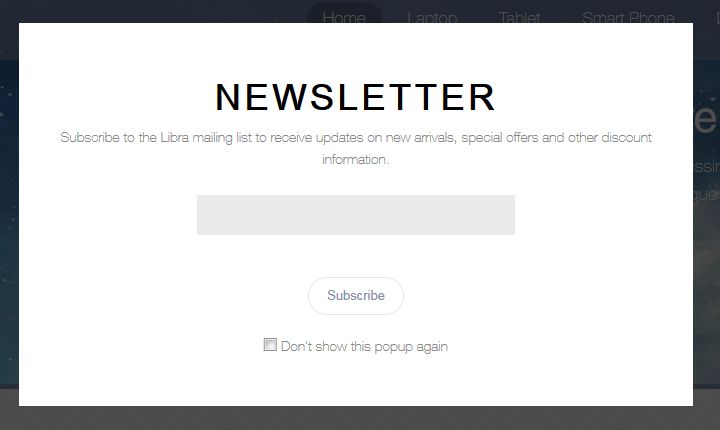 Home Laptop Tablet Smart Phone
NEWSLETTER
Subscribe to the Libra mailing list to receive updates on new arrivals, special offers and other discount
information.
Subscribe
Don't show this popup again